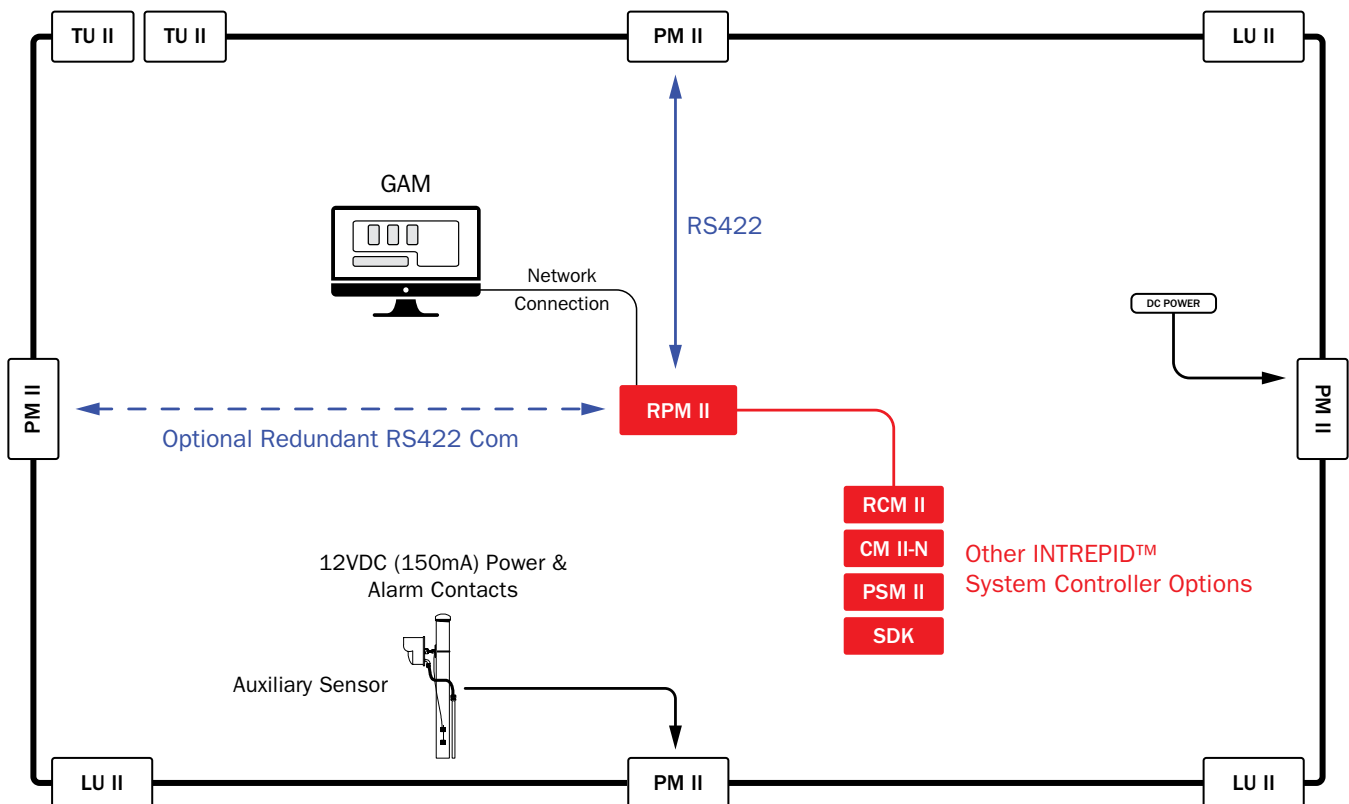 TU II
TU II
PM II
LU II
GAM
RS422
Network
Connection
DC POWER
PM II
RPM II
PM II
Optional Redundant RS422 Com
RCM II
CM II-N
PSM II
SDK
Other INTREPID™
System Controller Options
12VDC (150mA) Power &
Alarm Contacts
Auxiliary Sensor
LU II
PM II
LU II